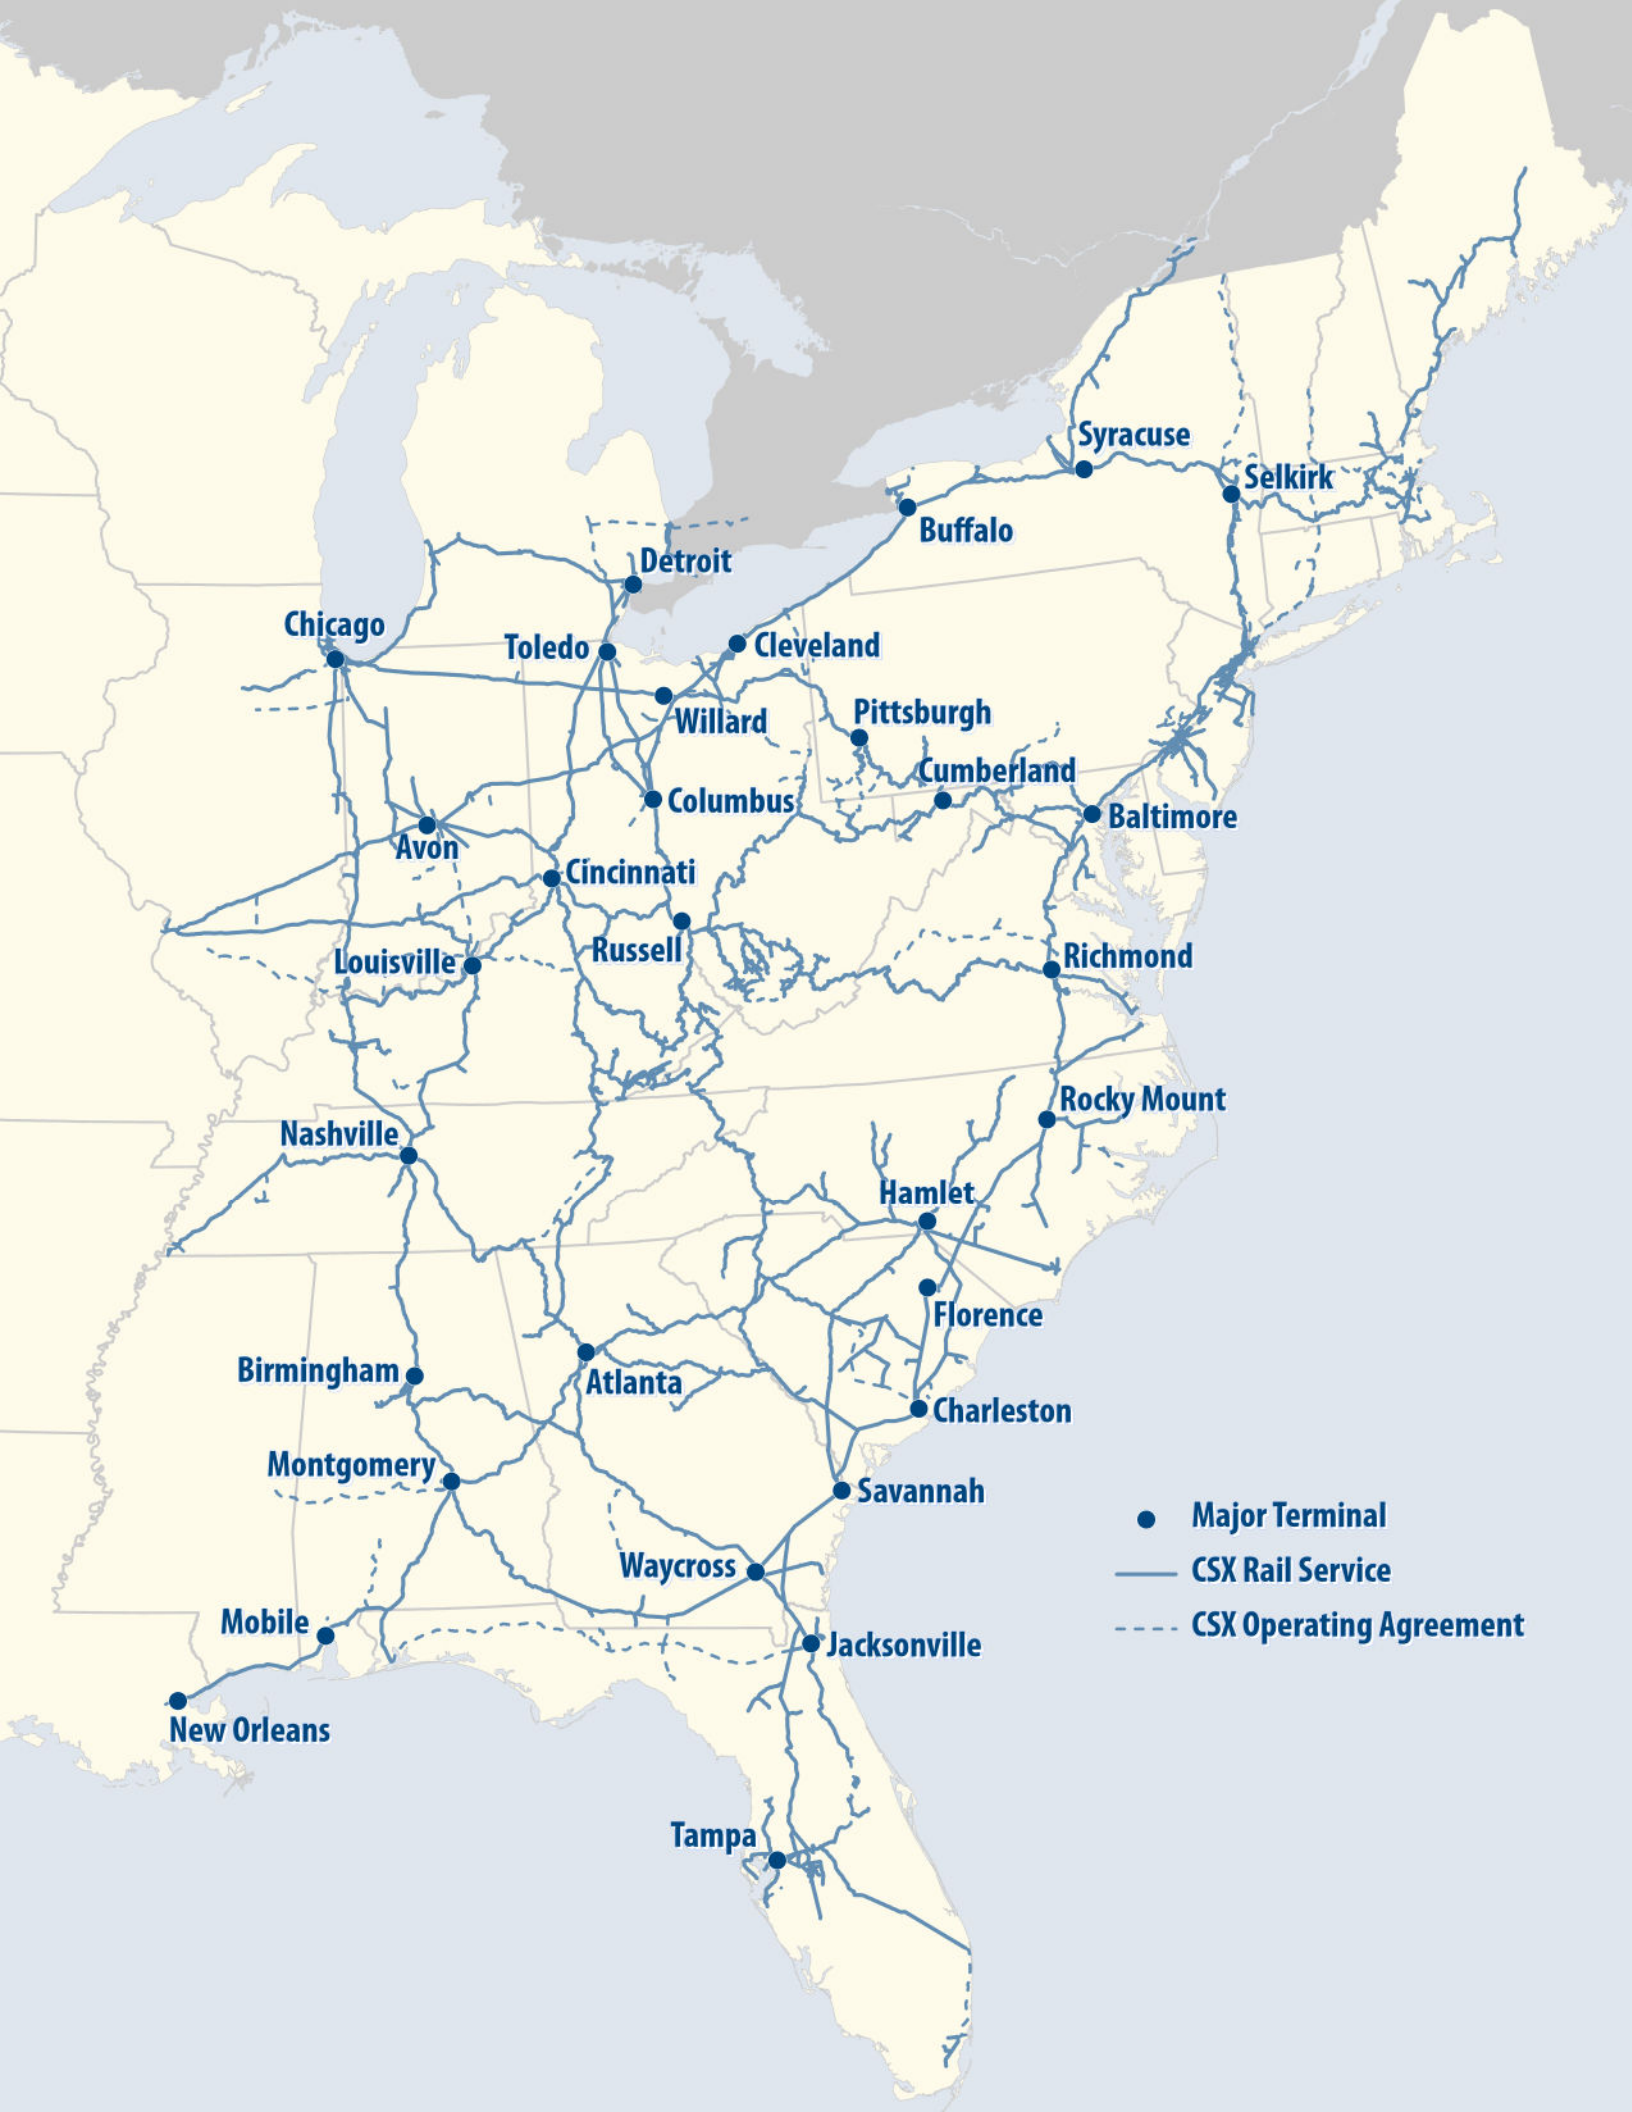 Syracuse
Selkirk
Buffalo
Detroit
Chicago
Toledo
Cleveland
Willard
Pittsburgh
Cumberland
Columbus
Baltimore
Avon
Cincinnati
Russell
Louisville
Richmond
Rocky Mount
Nashville
Hamlet
Florence
Birmingham
Atlanta
Charleston
Montgomery
Savannah
Major Terminal
Waycross
CSX Rail Service
Mobile
CSX Operating Agreement
Jacksonville
New Orleans
Tampa